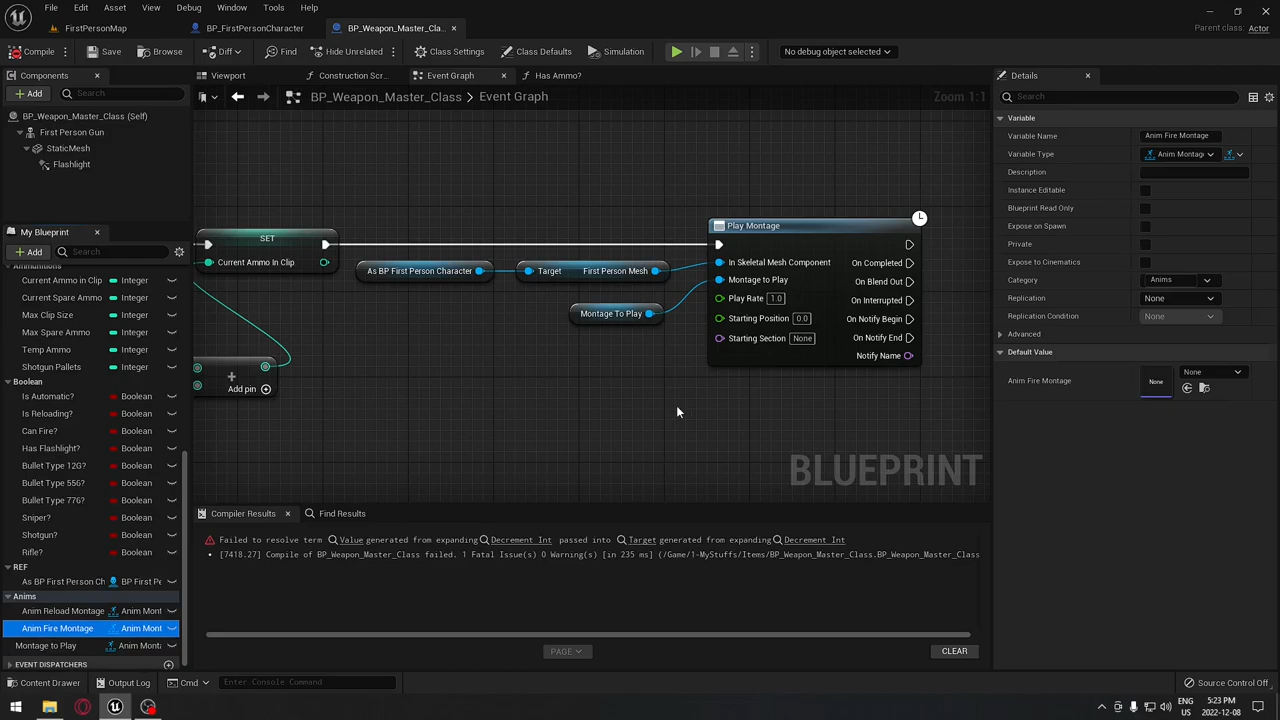 File Edit Asset View Debug Window Tools Help
FirstPersonMap BP_FirstPersonCharacter BP_Weapon_Master_Cla...
Parent class: Actor
Compile Save Browse Diff Find Hide Unrelated Class Settings Class Defaults Simulation No debug object selected
Components
Viewport Construction Scr... Event Graph Has Ammo?
Details
Add Search
BP_Weapon_Master_Class > Event Graph Zoom 1:1
Search
BP_Weapon_Master_Class (Self)
First Person Gun
StaticMesh
Flashlight
My Blueprint
Add Search
Ammunitions
Current Ammo in Clip Integer
Current Spare Ammo Integer
Max Clip Size Integer
Max Spare Ammo Integer
Temp Ammo Integer
Shotgun Pallets Integer
Boolean
Is Automatic? Boolean
Is Reloading? Boolean
Can Fire? Boolean
Has Flashlight? Boolean
Bullet Type 12G? Boolean
Bullet Type 556? Boolean
Bullet Type 776? Boolean
Sniper? Boolean
Shotgun? Boolean
Rifle? Boolean
REF
As BP First Person Ch BP First Pe
Anims
Anim Reload Montage Anim Mont
Anim Fire Montage Anim Mont
Montage to Play Anim Mont
EVENT DISPATCHERS
SET
Current Ammo In Clip
Add pin
As BP First Person Character
Target First Person Mesh
Montage To Play
Play Montage
In Skeletal Mesh Component
Montage to Play
Play Rate 1.0
Starting Position 0.0
Starting Section None
On Completed
On Blend Out
On Interrupted
On Notify Begin
On Notify End
Notify Name
BLUEPRINT
Variable
Variable Name Anim Fire Montage
Variable Type Anim Montag
Description
Instance Editable
Blueprint Read Only
Expose on Spawn
Private
Expose to Cinematics
Category Anims
Replication None
Replication Condition None
Advanced
Default Value
Anim Fire Montage None None
Compiler Results Find Results
Failed to resolve term Value generated from expanding Decrement Int passed into Target generated from expanding Decrement Int
[7418.27] Compile of BP_Weapon_Master_Class failed. 1 Fatal Issue(s) 0 Warning(s) [in 235 ms] (/Game/1-MyStuffs/Items/BP_Weapon_Master_Class.BP_Weapon_Master_Class
PAGE CLEAR
Content Drawer Output Log Cmd Enter Console Command Source Control Off
ENG
US
5:23 PM
2022-12-08